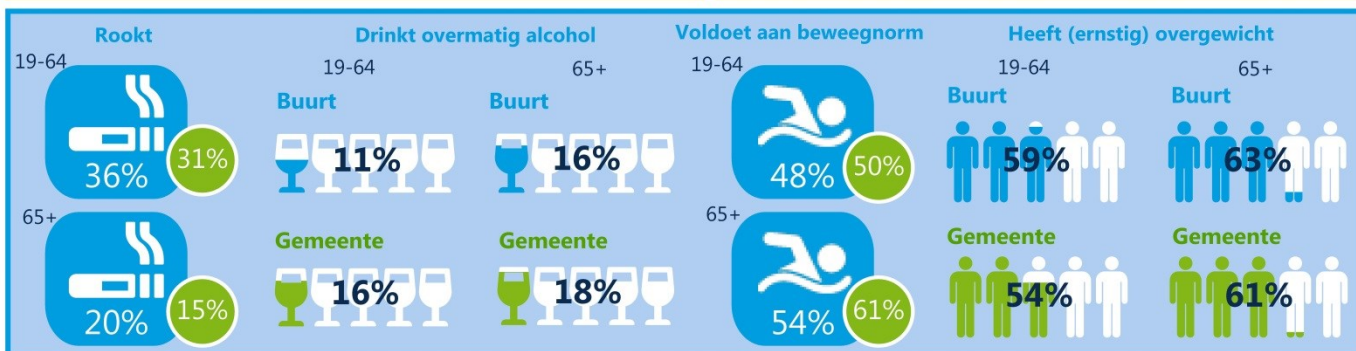 Rookt
19-64
36%
31%
65+
20%
15%
Drinkt overmatig alcohol
19-64
65+
Buurt
Buurt
11%
16%
Gemeente
Gemeente
16%
18%
Voldoet aan beweegnorm
19-64
48%
50%
65+
54%
61%
Heeft (ernstig) overgewicht
19-64
65+
Buurt
Buurt
59%
63%
Gemeente
Gemeente
54%
61%